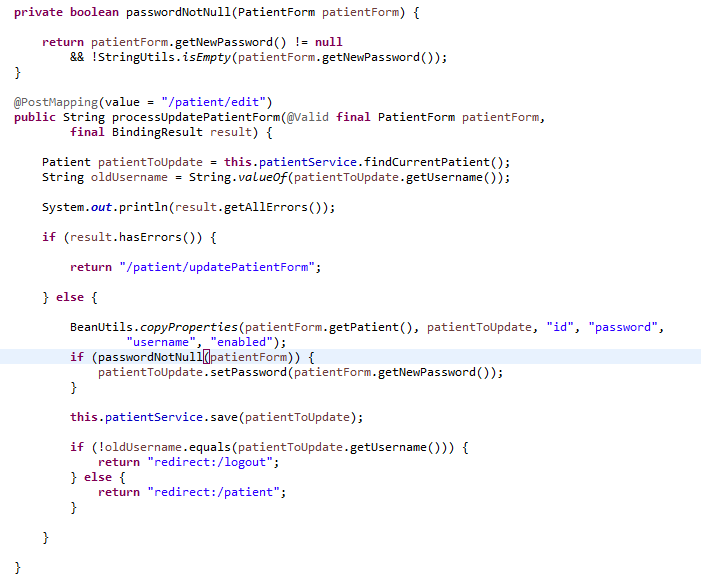 private boolean passwordNotNull(PatientForm patientForm) {
return patientForm.getNewPassword() != null
&& !StringUtils.isEmpty(patientForm.getNewPassword());
}
@PostMapping(value = "/patient/edit")
public String processUpdatePatientForm(@Valid final PatientForm patientForm,
final BindingResult result) {
Patient patientToUpdate = this.patientService.findCurrentPatient();
String oldUsername = String.valueOf(patientToUpdate.getUsername());
System.out.println(result.getAllErrors());
if (result.hasErrors()) {
return "/patient/updatePatientForm";
} else {
BeanUtils.copyProperties(patientForm.getPatient(), patientToUpdate, "id", "password",
"username", "enabled");
if (passwordNotNull(patientForm)) {
patientToUpdate.setPassword(patientForm.getNewPassword());
}
this.patientService.save(patientToUpdate);
if (!oldUsername.equals(patientToUpdate.getUsername())) {
return "redirect:/logout";
} else {
return "redirect:/patient";
}
}
}